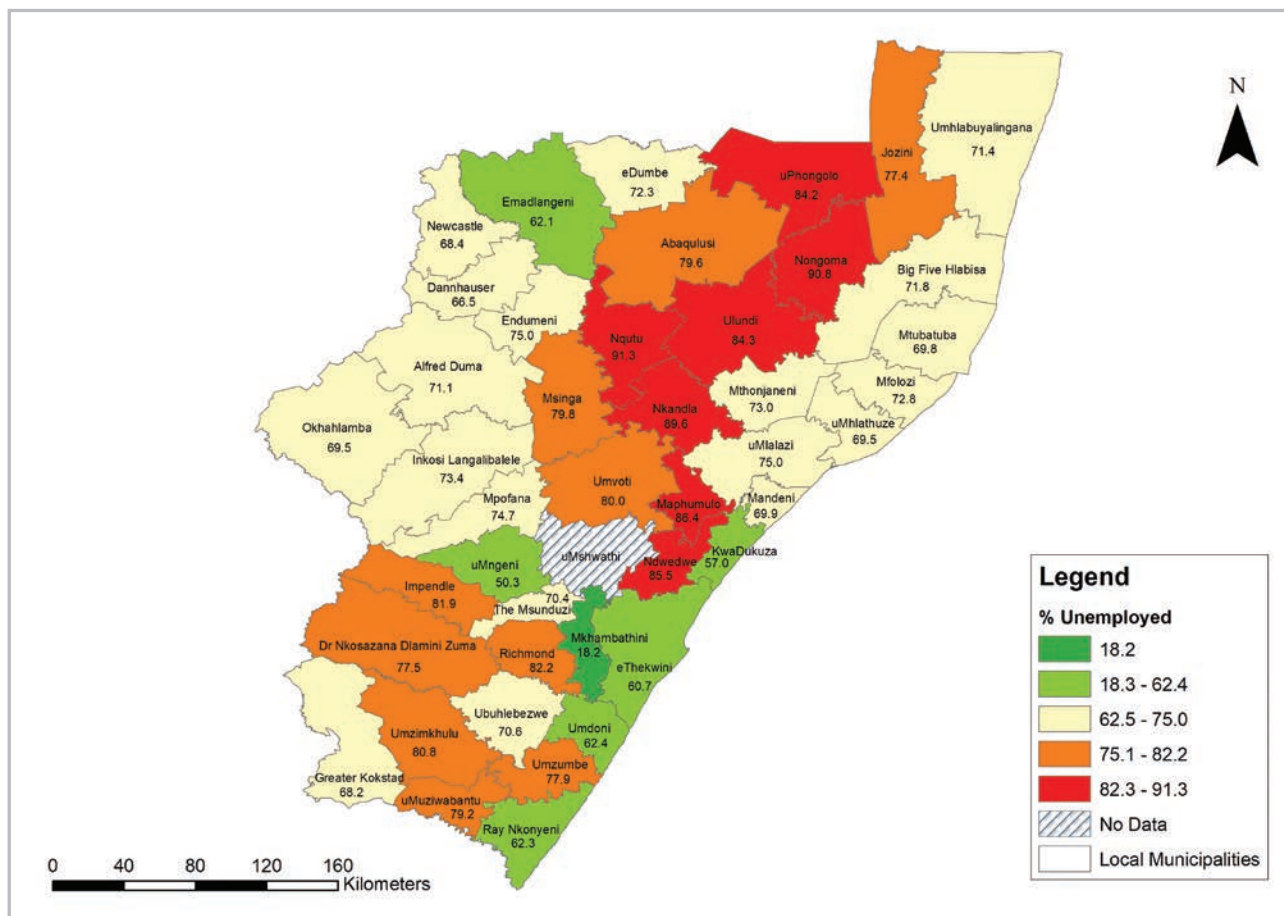 N
Jozini
77.4
Umhlabuyalingana
71.4
eDumbe
72.3
uPhongolo
84.2
Emadlangeni
62.1
Newcastle
68.4
Abaqulusi
79.6
Nongoma
90.8
Big Five Hlabisa
71.8
Dannhauser
66.5
Endumeni
75.0
Nqutu
91.3
Ulundi
84.3
Mtubatuba
69.8
Alfred Duma
71.1
Msinga
79.8
Nkandla
89.6
Mthonjaneni
73.0
Mfolozi
72.8
uMhlathuze
69.5
Okhahlamba
69.5
uMlalazi
75.0
Inkosi Langalibalele
73.4
Umvoti
80.0
Mpofana
74.7
Maphumulo
86.4
Mandeni
69.9
uMshwathi
KwaDukuza
57.0
Ndwedwe
85.5
uMngeni
50.3
Impendle
81.9
70.4
The Msunduzi
Mkhambathini
18.2
Dr Nkosazana Dlamini Zuma
77.5
Richmond
82.2
eThekwini
60.7
Ubuhlebezwe
70.6
Umdoni
62.4
Umzimkhulu
80.8
Umzumbe
77.9
Greater Kokstad
68.2
uMuziwabantu
79.2
Ray Nkonyeni
62.3
0 40 80 120 160
Kilometers
Legend
% Unemployed
18.2
18.3 - 62.4
62.5 - 75.0
75.1 - 82.2
82.3 - 91.3
No Data
Local Municipalities